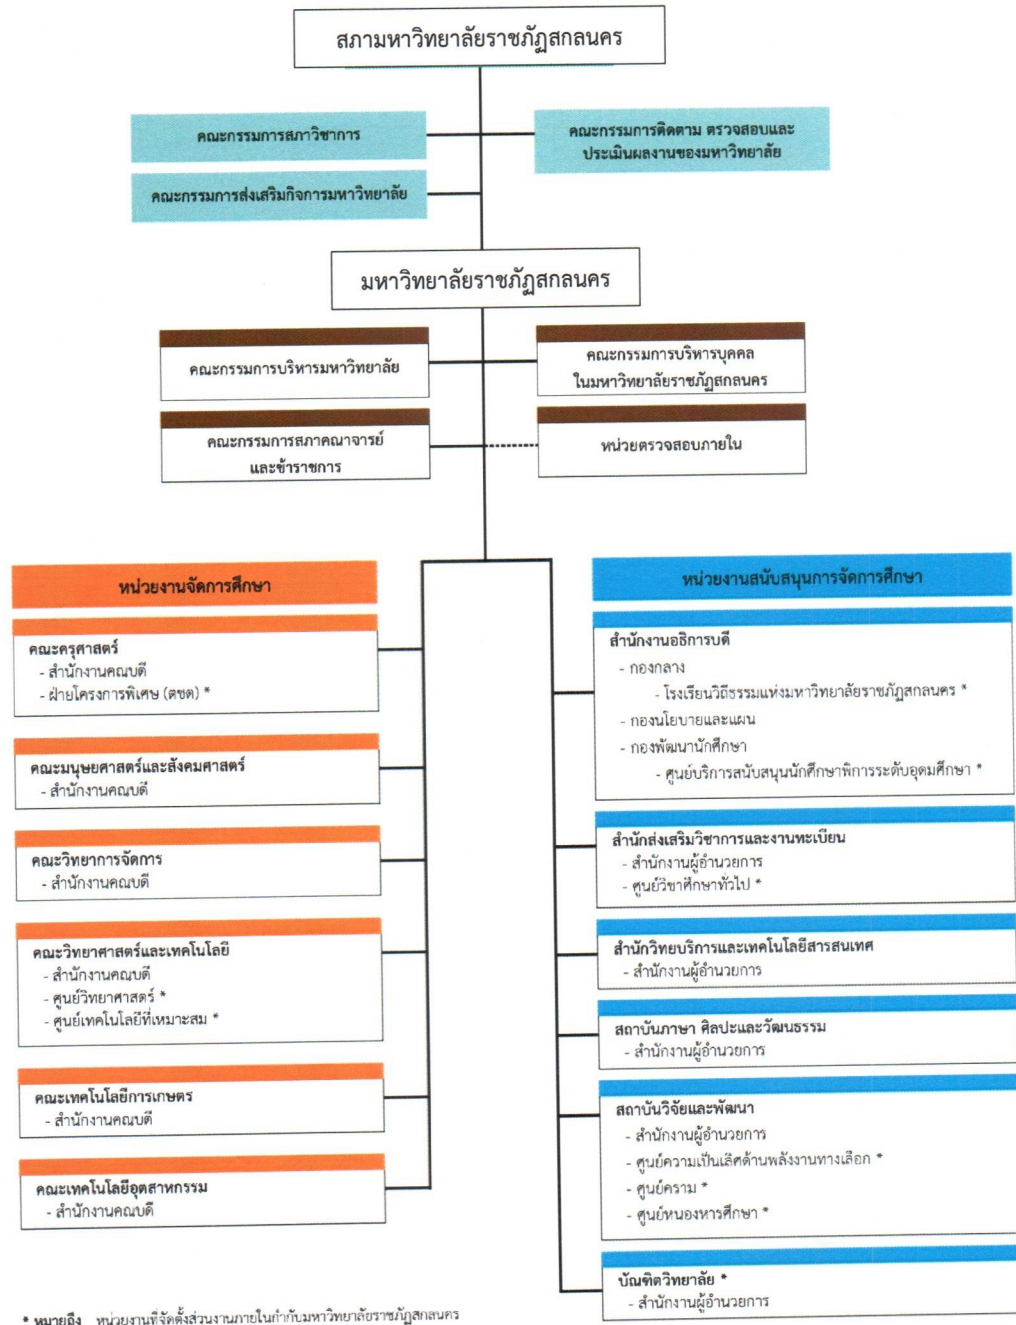 สภามหาวิทยาลัยราชภัฏสกลนคร
คณะกรรมการสภาวิชาการ
คณะกรรมการติดตาม ตรวจสอบและ
ประเมินผลงานของมหาวิทยาลัย
คณะกรรมการส่งเสริมกิจการมหาวิทยาลัย
มหาวิทยาลัยราชภัฏสกลนคร
คณะกรรมการบริหารมหาวิทยาลัย
คณะกรรมการบริหารบุคคล
ในมหาวิทยาลัยราชภัฏสกลนคร
คณะกรรมการสภาคณาจารย์
และข้าราชการ
หน่วยตรวจสอบภายใน
หน่วยงานจัดการศึกษา
คณะครุศาสตร์
- สำนักงานคณบดี
- ฝ่ายโครงการพิเศษ (ตชด) *
คณะมนุษยศาสตร์และสังคมศาสตร์
- สำนักงานคณบดี
คณะวิทยาการจัดการ
- สำนักงานคณบดี
คณะวิทยาศาสตร์และเทคโนโลยี
- สำนักงานคณบดี
- ศูนย์วิทยาศาสตร์ *
- ศูนย์เทคโนโลยีที่เหมาะสม *
คณะเทคโนโลยีการเกษตร
- สำนักงานคณบดี
คณะเทคโนโลยีอุตสาหกรรม
- สำนักงานคณบดี
หน่วยงานสนับสนุนการจัดการศึกษา
สำนักงานอธิการบดี
- กองกลาง
- โรงเรียนวิถีธรรมแห่งมหาวิทยาลัยราชภัฏสกลนคร *
- กองนโยบายและแผน
- กองพัฒนานักศึกษา
- ศูนย์บริการสนับสนุนนักศึกษาพิการระดับอุดมศึกษา *
สำนักส่งเสริมวิชาการและงานทะเบียน
- สำนักงานผู้อำนวยการ
- ศูนย์วิชาศึกษาทั่วไป *
สำนักวิทยบริการและเทคโนโลยีสารสนเทศ
- สำนักงานผู้อำนวยการ
สถาบันภาษา ศิลปะและวัฒนธรรม
- สำนักงานผู้อำนวยการ
สถาบันวิจัยและพัฒนา
- สำนักงานผู้อำนวยการ
- ศูนย์ความเป็นเลิศด้านพลังงานทางเลือก *
- ศูนย์คราม *
- ศูนย์หนองหารศึกษา *
บัณฑิตวิทยาลัย *
- สำนักงานผู้อำนวยการ
* หมายถึง หน่วยงานที่จัดตั้งส่วนงานภายในกำกับมหาวิทยาลัยราชภัฏสกลนคร